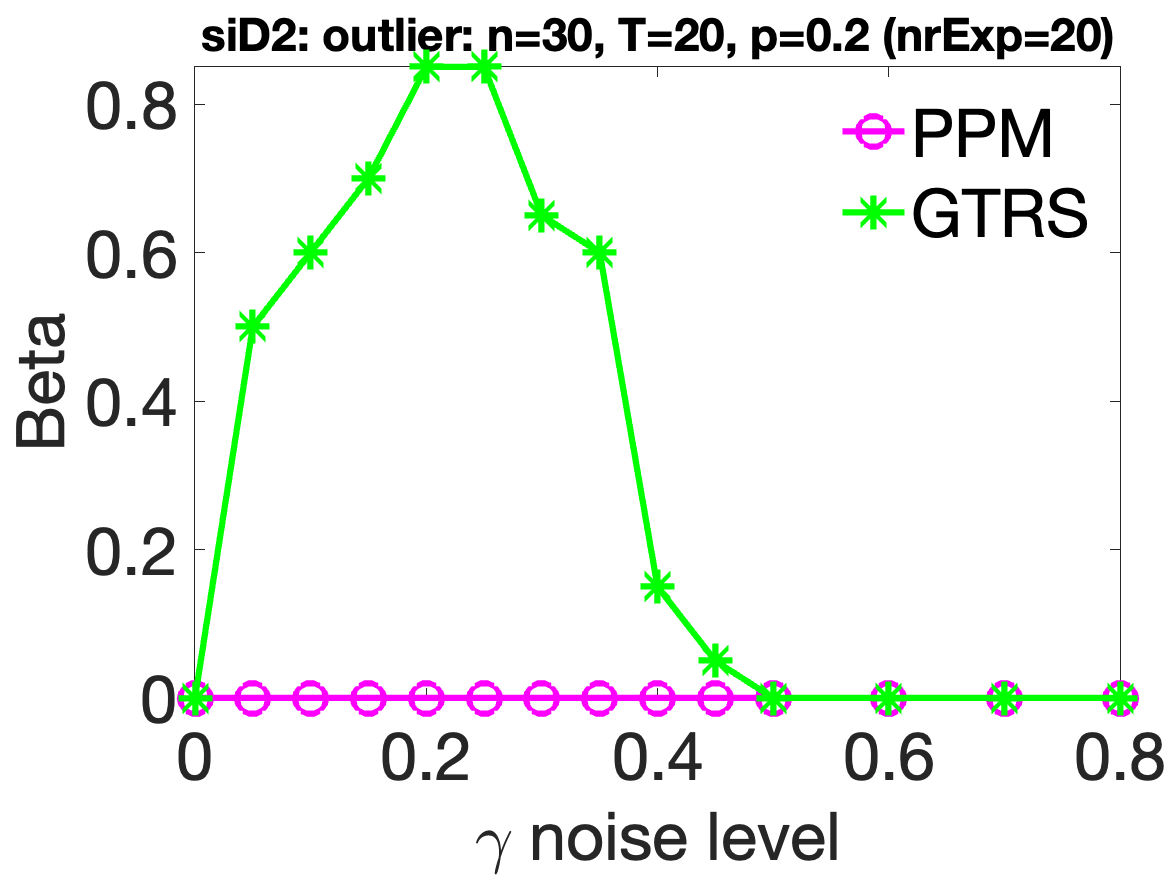 siD2: outlier: n=30, T=20, p=0.2 (nrExp=20)
PPM
GTRS
0.8
0.6
0.4
0.2
0
Beta
0 0.2 0.4 0.6 0.8
γ noise level